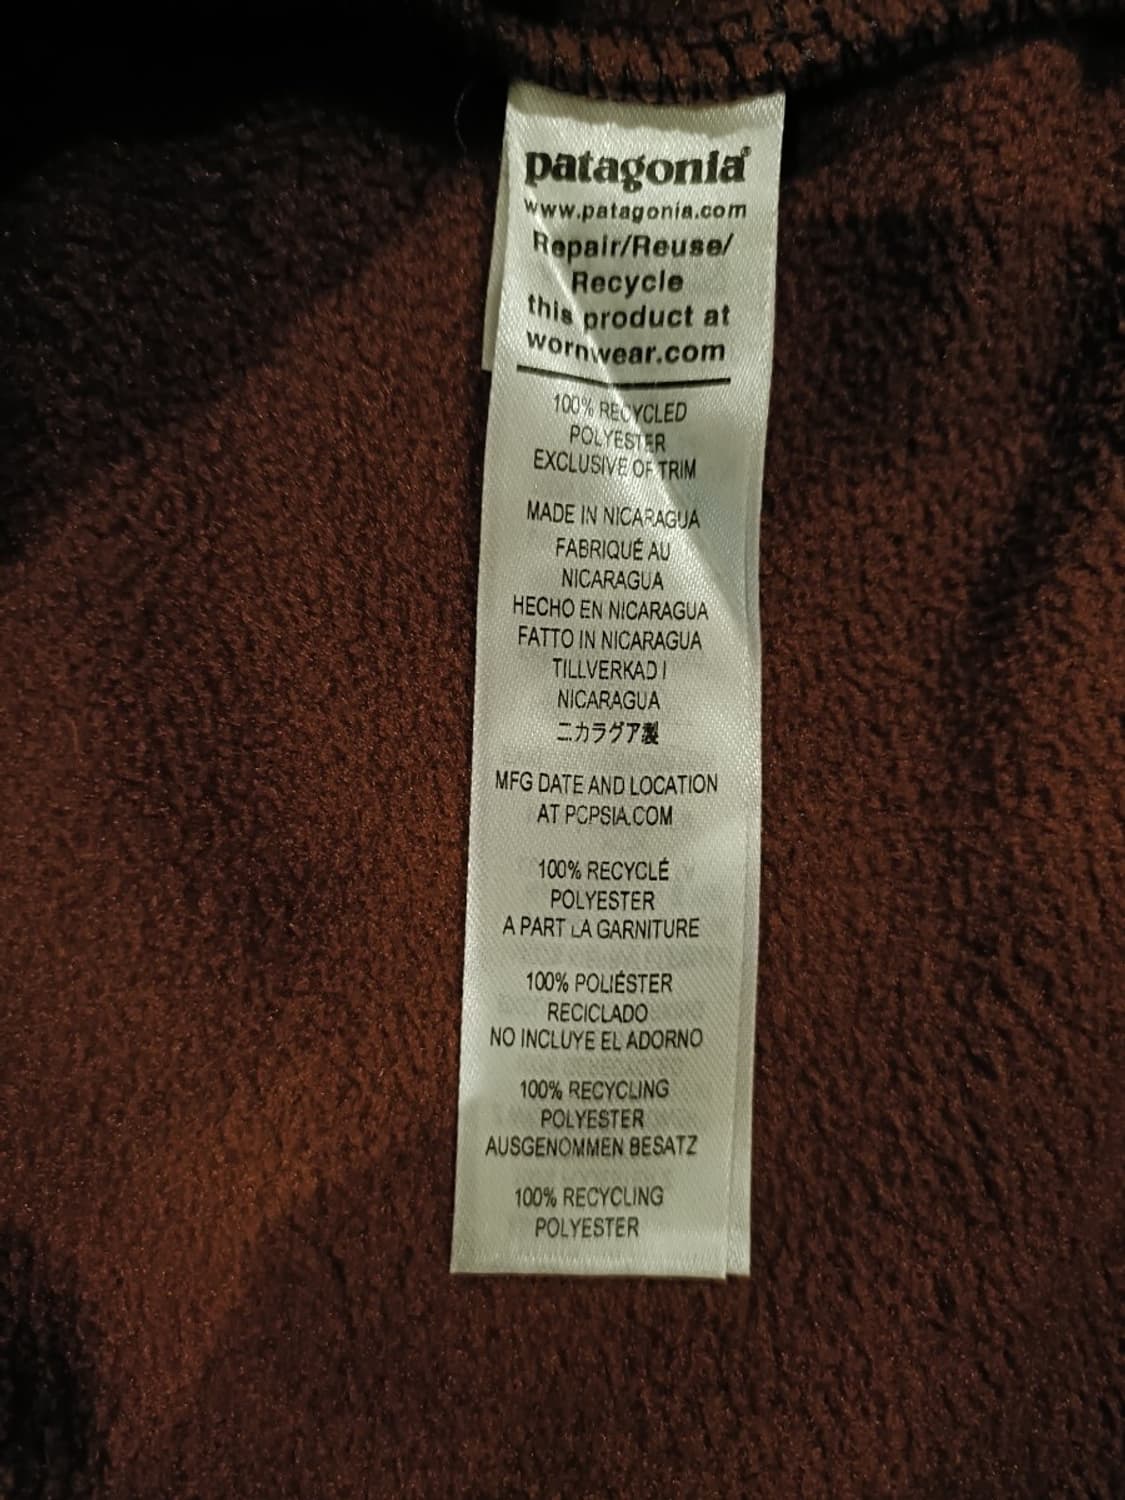 patagonia®
www.patagonia.com
Repair/Reuse/
Recycle
this product at
wornwear.com
100% RECYCLED
POLYESTER
EXCLUSIVE OF TRIM
MADE IN NICARAGUA
FABRIQUÉ AU
NICARAGUA
HECHO EN NICARAGUA
FATTO IN NICARAGUA
TILLVERKAD I
NICARAGUA
ニカラグア製
MFG DATE AND LOCATION
AT PCPSIA.COM
100% RECYCLÉ
POLYESTER
A PART LA GARNITURE
100% POLIÉSTER
RECICLADO
NO INCLUYE EL ADORNO
100% RECYCLING
POLYESTER
AUSGENOMMEN BESATZ
100% RECYCLING
POLYESTER